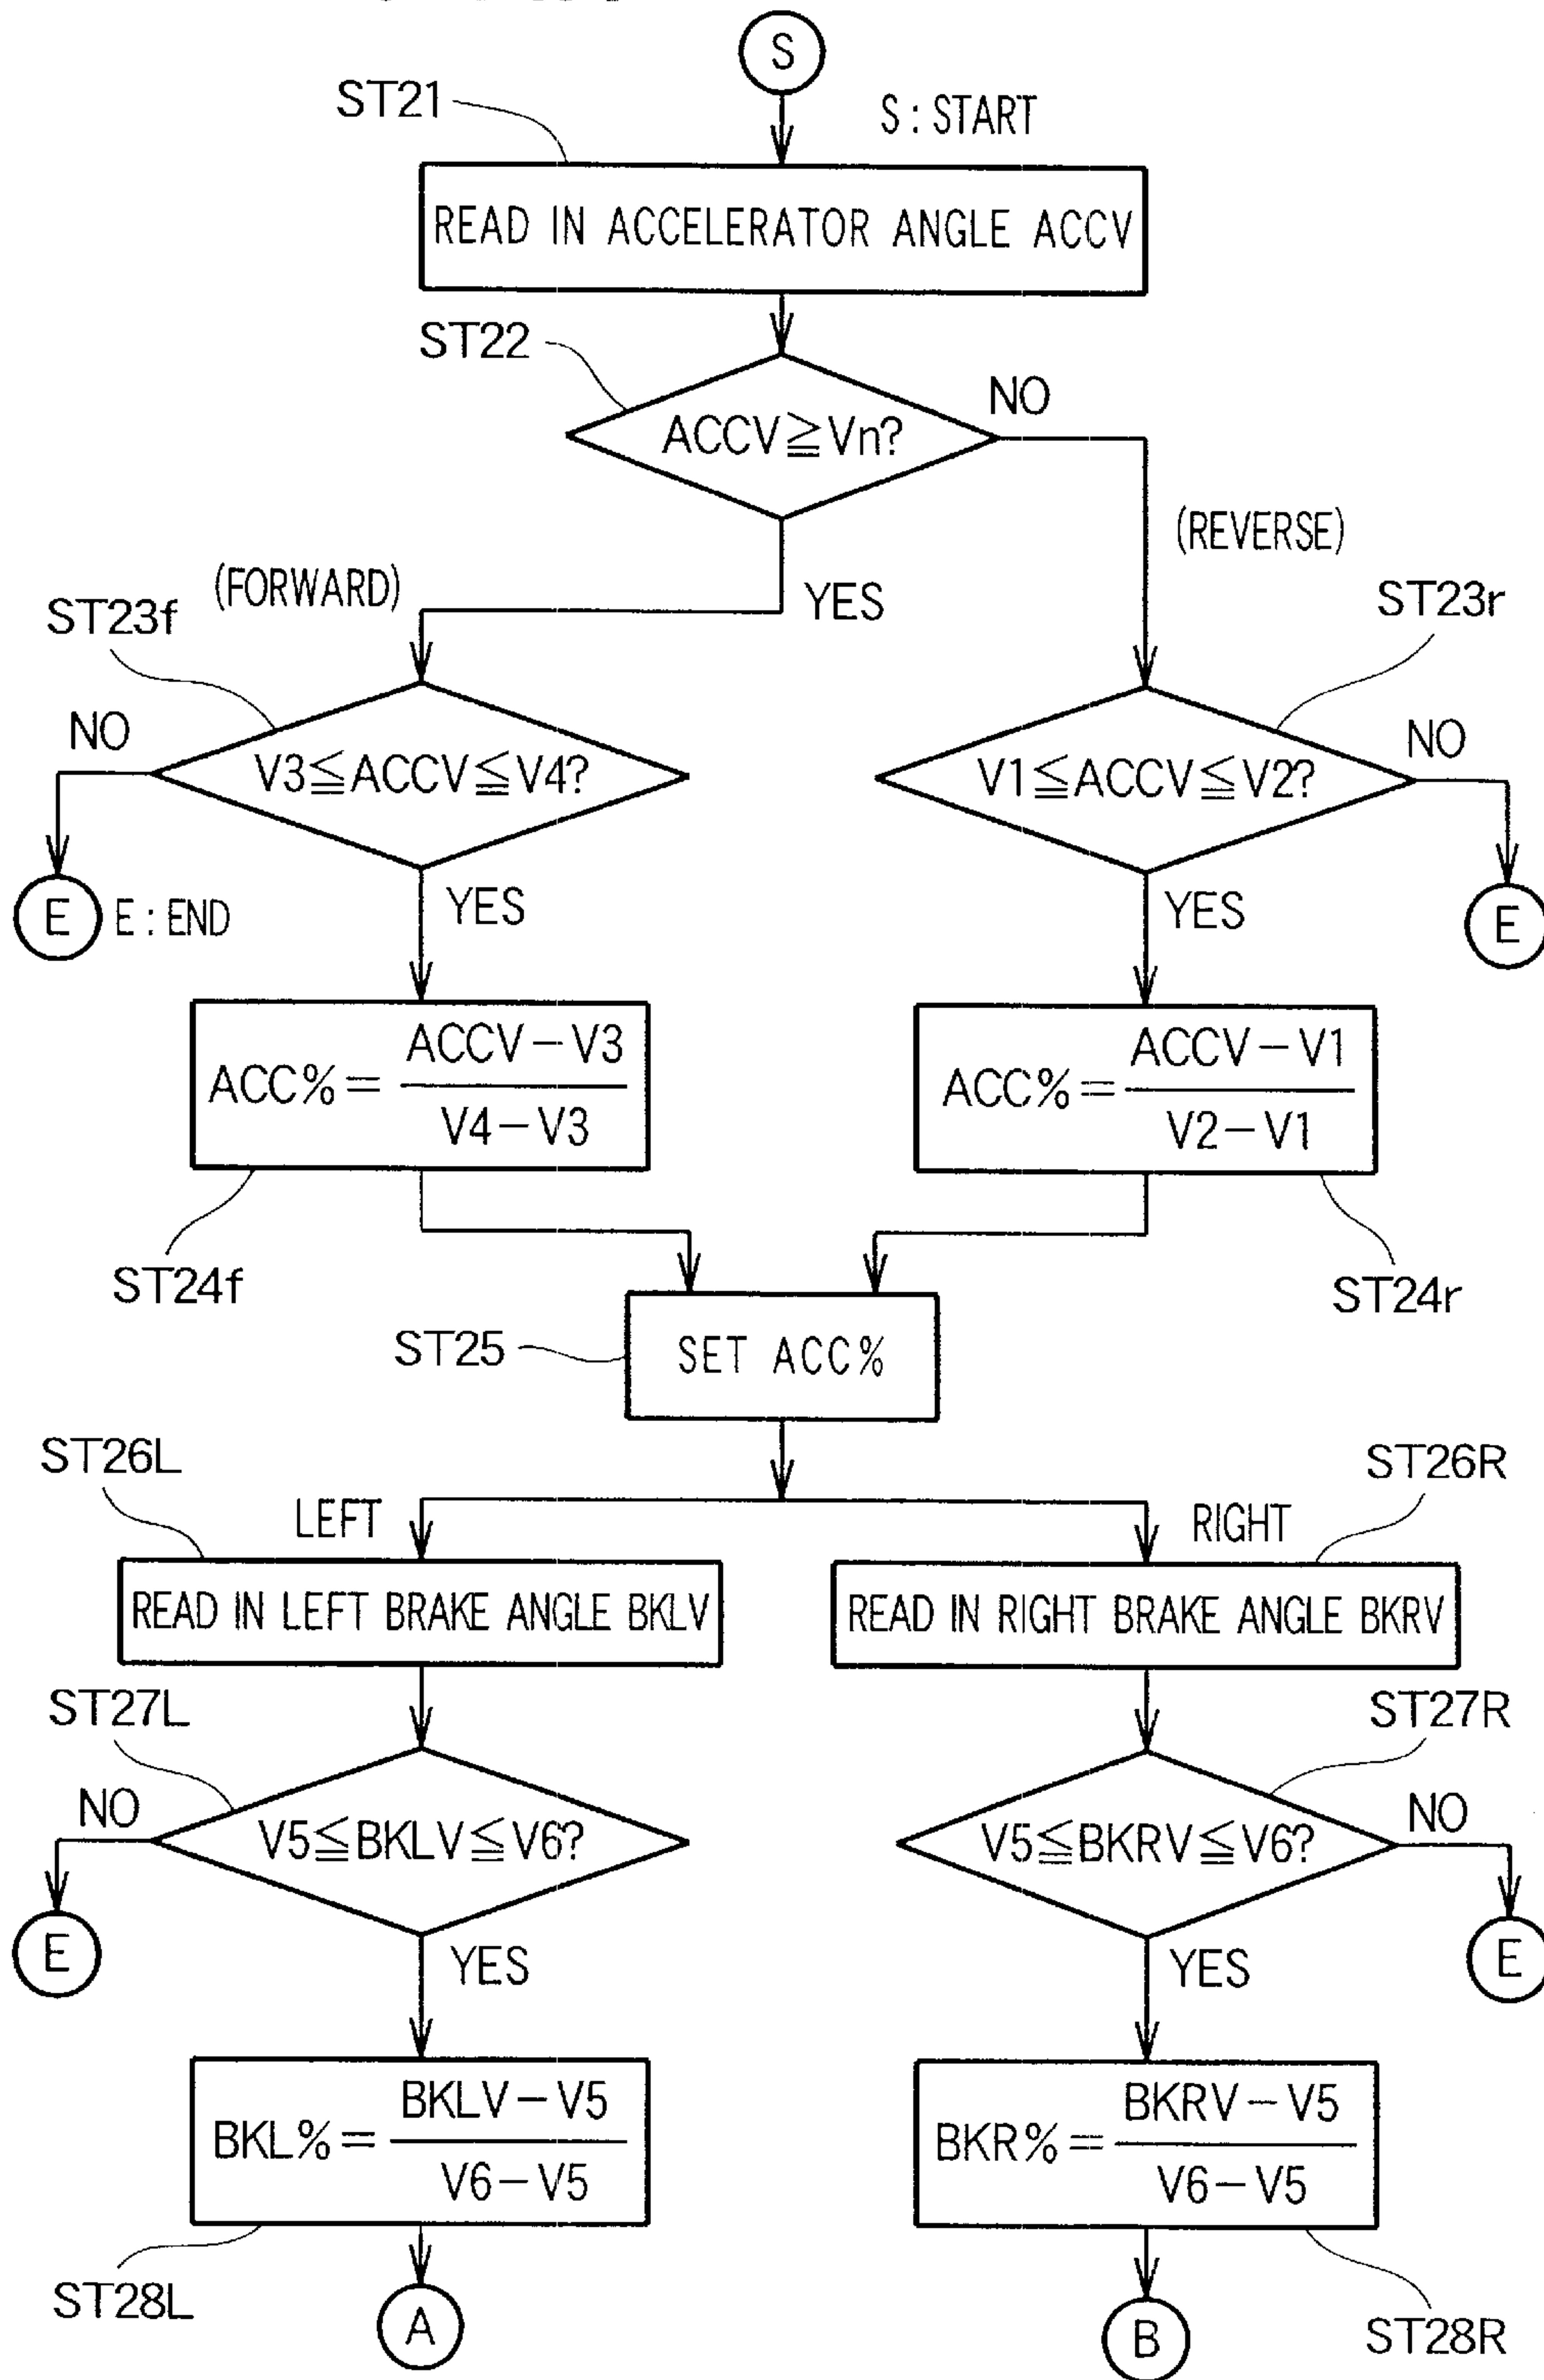 S
ST21
S : START
READ IN ACCELERATOR ANGLE ACCV
ST22
NO
ACCV≧Vn?
(REVERSE)
(FORWARD)
YES
ST23f
ST23r
NO
V3≦ACCV≦V4?
V1≦ACCV≦V2?
NO
E
E : END
YES
YES
E
ACC%= ACCV−V3
V4−V3
ACC%= ACCV−V1
V2−V1
ST24f
ST24r
ST25
SET ACC%
ST26L
ST26R
LEFT
RIGHT
READ IN LEFT BRAKE ANGLE BKLV
READ IN RIGHT BRAKE ANGLE BKRV
ST27L
ST27R
NO
V5≦BKLV≦V6?
V5≦BKRV≦V6?
NO
E
YES
YES
E
BKL%= BKLV−V5
V6−V5
BKR%= BKRV−V5
V6−V5
ST28L
A
B
ST28R